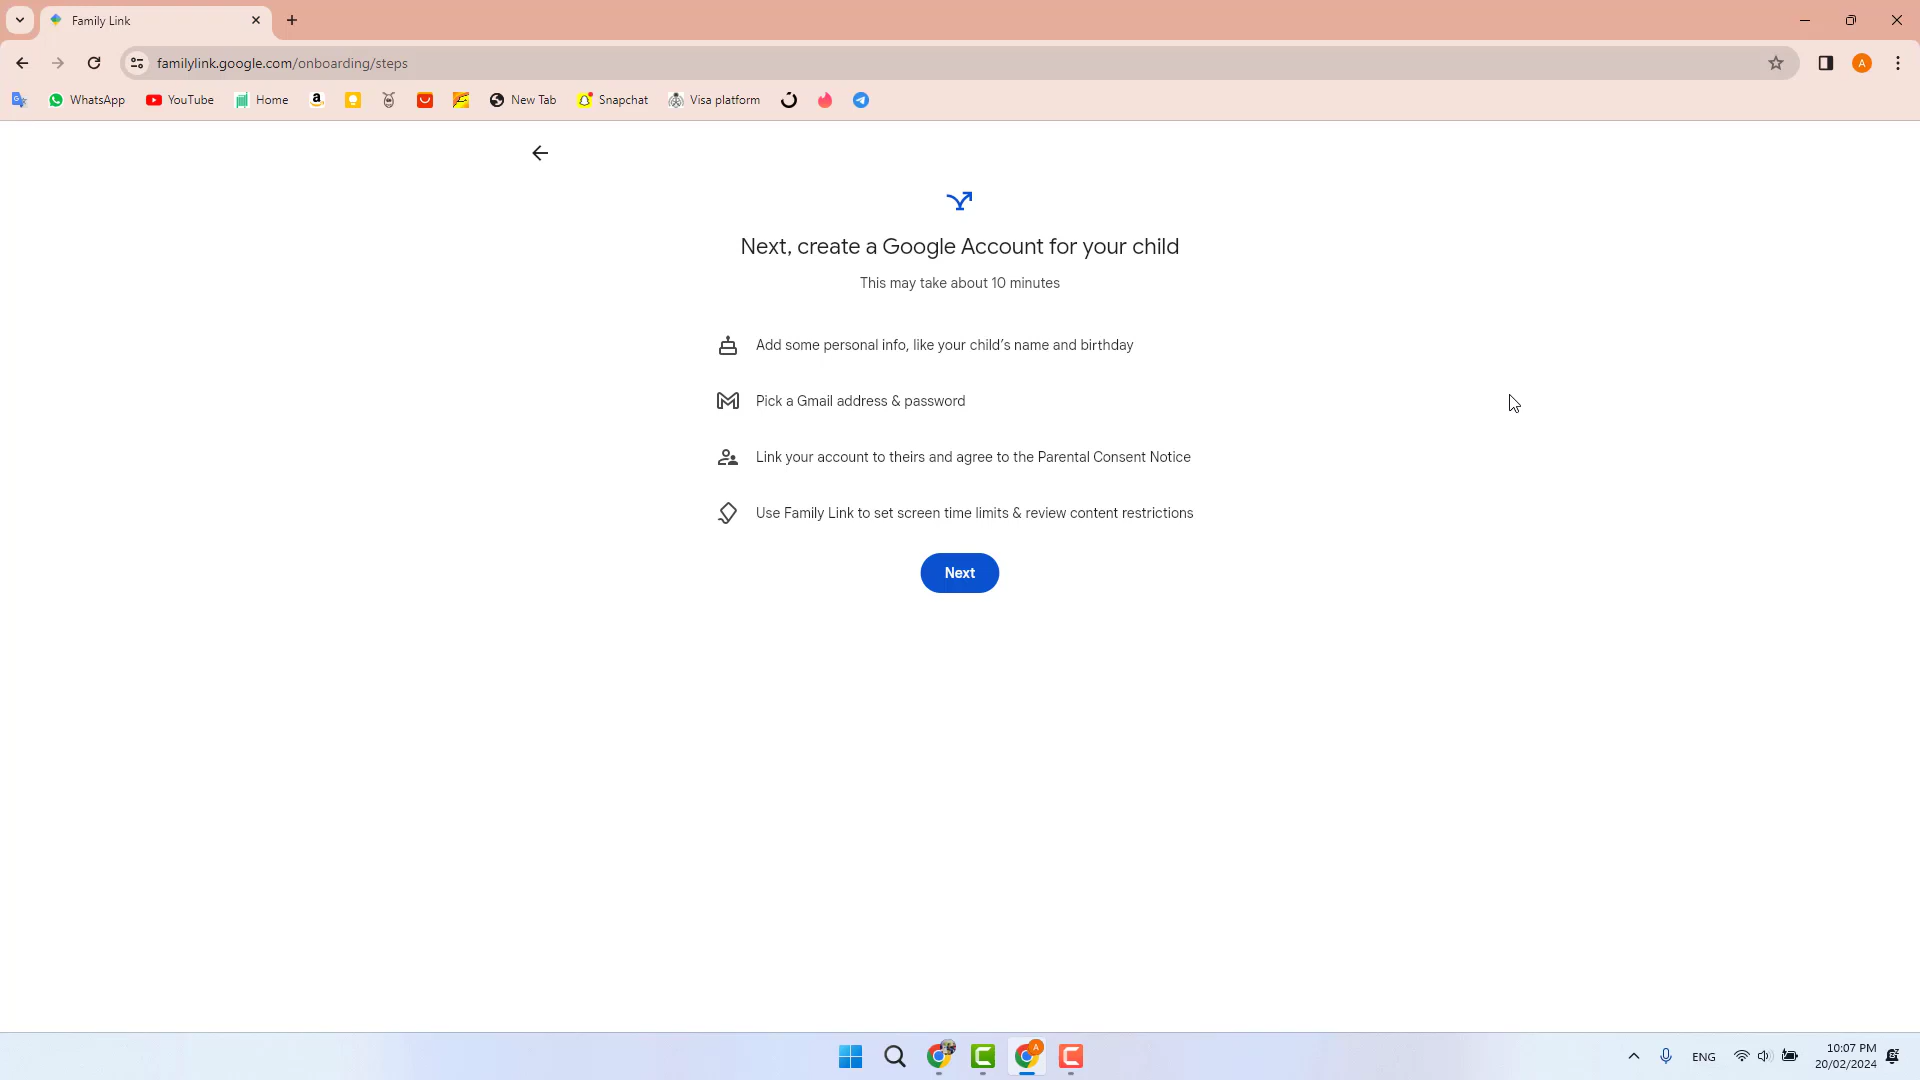 Family Link
familylink.google.com/onboarding/steps
WhatsApp
YouTube
Home
New Tab
Snapchat
Visa platform
Next, create a Google Account for your child
This may take about 10 minutes
Add some personal info, like your child's name and birthday
Pick a Gmail address & password
Link your account to theirs and agree to the Parental Consent Notice
Use Family Link to set screen time limits & review content restrictions
Next
ENG
10:07 PM
20/02/2024